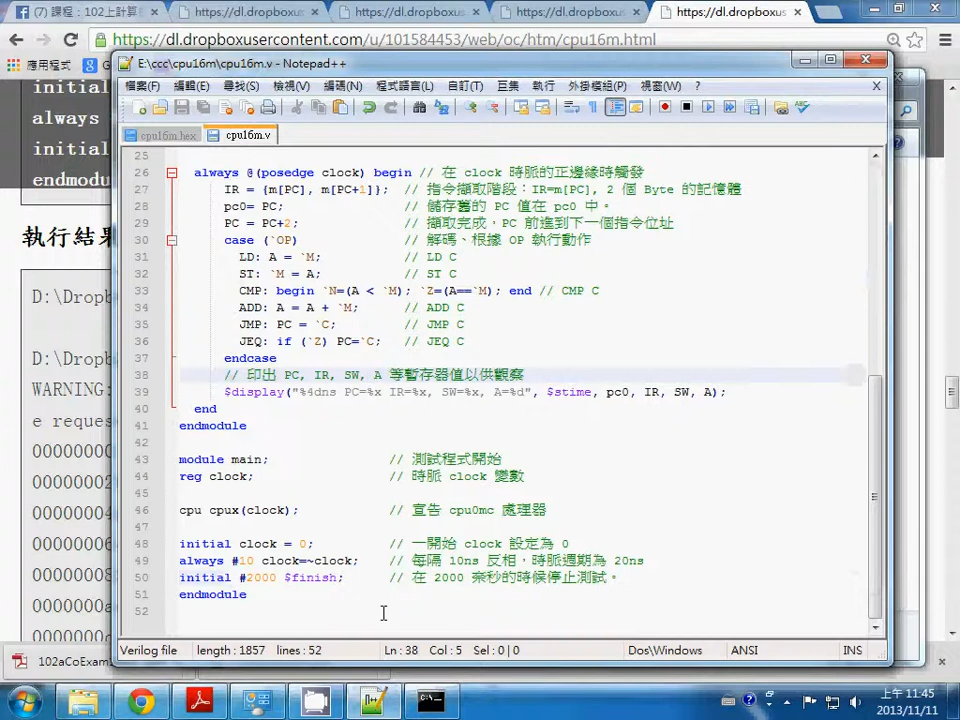 (7) 課程：102上計算
https://dl.dropboxus
https://dl.dropboxus
https://dl.dropboxus
https://dl.dropboxus
https://dl.dropboxusercontent.com/u/101584453/web/oc/htm/cpu16m.html
應用程式
E:\ccc\cpu16m\cpu16m.v - Notepad++
檔案(F) 編輯(E) 尋找(S) 檢視(V) 編碼(N) 程式語言(L) 自訂(T) 巨集 執行 外掛模組(P) 視窗(W) ? X
cpu16m.hex cpu16m.v
initial
always
initial
endmodu
執行結果
D:\Dropb
D:\Dropb
WARNING:
e reques
00000000
00000002
00000004
00000006
00000008
0000000a
25
26 always @(posedge clock) begin // 在 clock 時脈的正邊緣時觸發
27 IR = {m[PC], m[PC+1]}; // 指令擷取階段：IR=m[PC], 2 個 Byte 的記憶體
28 pc0= PC; // 儲存舊的 PC 值在 pc0 中。
29 PC = PC+2; // 擷取完成，PC 前進到下一個指令位址
30 case (`OP) // 解碼、根據 OP 執行動作
31 LD: A = `M; // LD C
32 ST: `M = A; // ST C
33 CMP: begin `N=(A < `M); `Z=(A==`M); end // CMP C
34 ADD: A = A + `M; // ADD C
35 JMP: PC = `C; // JMP C
36 JEQ: if (`Z) PC=`C; // JEQ C
37 endcase
38 // 印出 PC, IR, SW, A 等暫存器值以供觀察
39 $display("%4dns PC=%x IR=%x, SW=%x, A=%d", $stime, pc0, IR, SW, A);
40 end
41 endmodule
42
43 module main; // 測試程式開始
44 reg clock; // 時脈 clock 變數
45
46 cpu cpux(clock); // 宣告 cpu0mc 處理器
47
48 initial clock = 0; // 一開始 clock 設定為 0
49 always #10 clock=~clock; // 每隔 10ns 反相，時脈週期為 20ns
50 initial #2000 $finish; // 在 2000 奈秒的時候停止測試。
51 endmodule
52
Verilog file length : 1857 lines : 52 Ln : 38 Col : 5 Sel : 0 | 0 Dos\Windows ANSI INS
102aCoExam
上午 11:45
2013/11/11